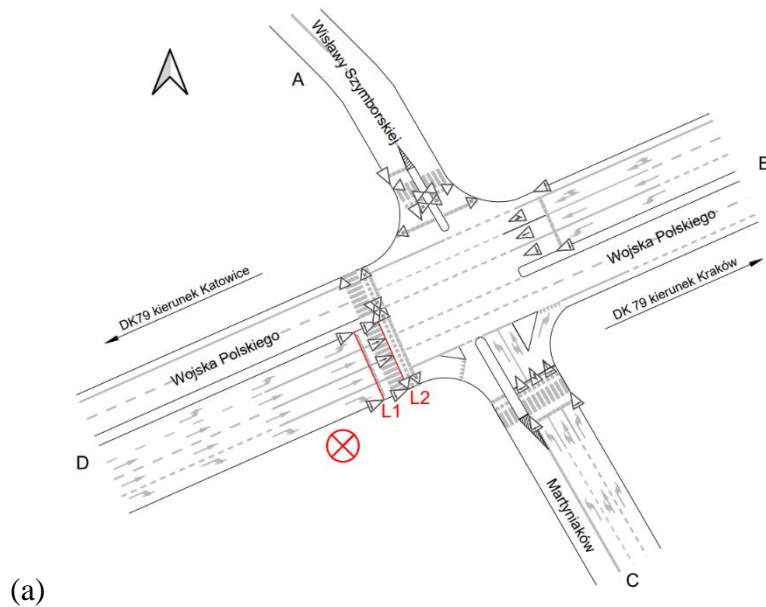 A
Wisławy Szymborskiej
B
Wojska Polskiego
DK 79 kierunek Kraków
DK79 kierunek Katowice
Wojska Polskiego
L1
L2
D
Martyniaków
C
(a)